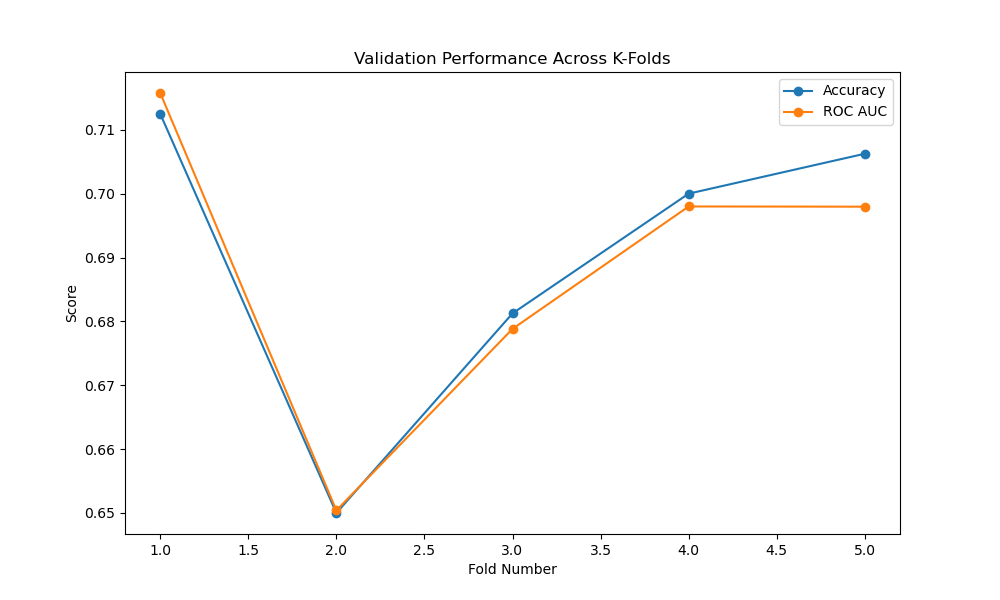 Validation Performance Across K-Folds
Accuracy
ROC AUC
0.71
0.70
0.69
0.68
0.67
0.66
0.65
Score
1.0 1.5 2.0 2.5 3.0 3.5 4.0 4.5 5.0
Fold Number